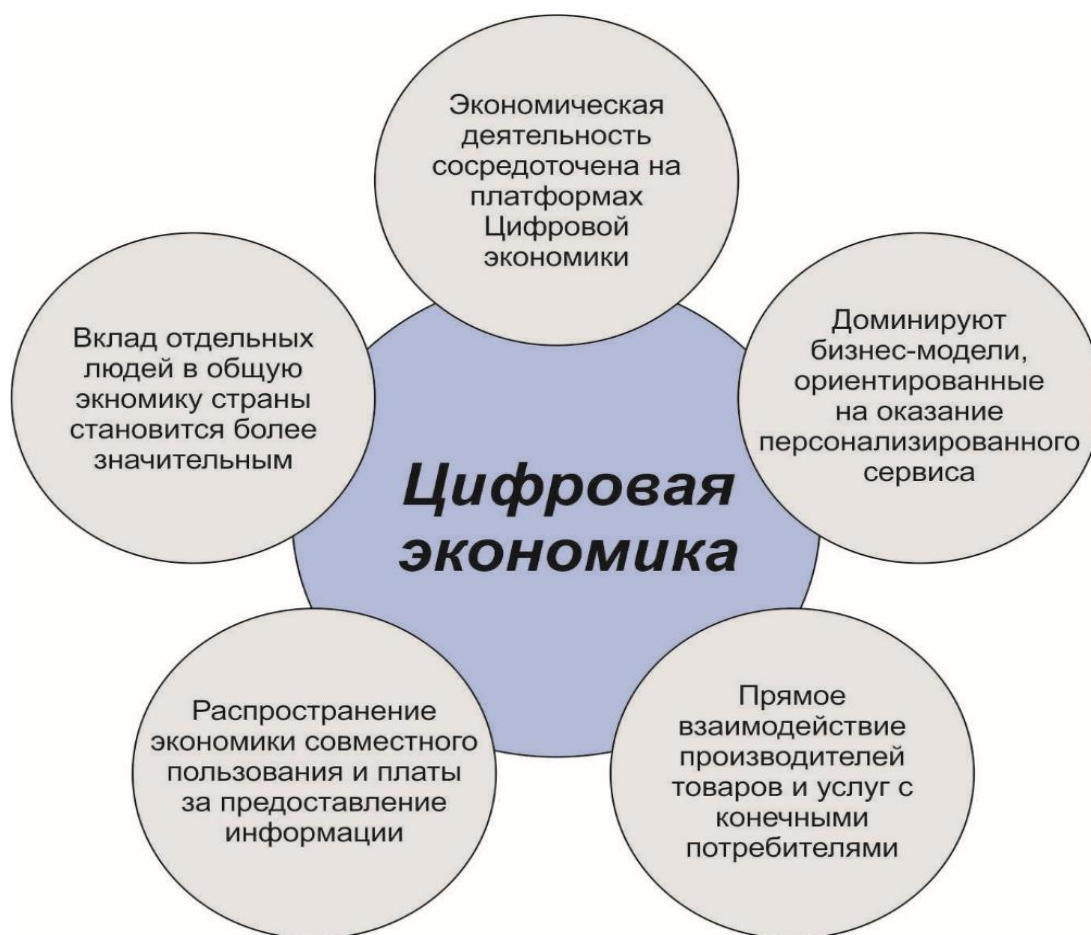 Экономическая
деятельность
сосредоточена на
платформах
Цифровой
экономики
Вклад отдельных
людей в общую
экномику страны
становится более
значительным
Доминируют
бизнес-модели,
ориентированные
на оказание
персонализированного
сервиса
Цифровая
экономика
Распространение
экономики совместного
пользования и платы
за предоставление
информации
Прямое
взаимодействие
производителей
товаров и услуг с
конечными
потребителями